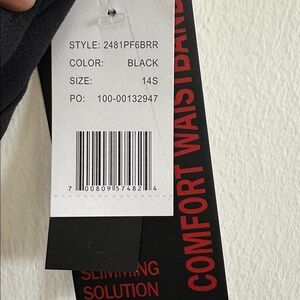 STYLE: 2481PF6BRR
COLOR: BLACK
SIZE: 14S
PO: 100-00132947
7 00809 57482 4
COMFORT WAISTBAND
SLIMMING
SOLUTION